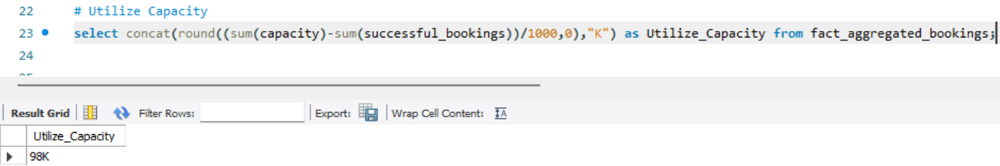 22 # Utilize Capacity
23 select concat(round((sum(capacity)-sum(successful_bookings))/1000,0),"K") as Utilize_Capacity from fact_aggregated_bookings;
24
Result Grid Filter Rows: Export: Wrap Cell Content: IA
Utilize_Capacity
98K